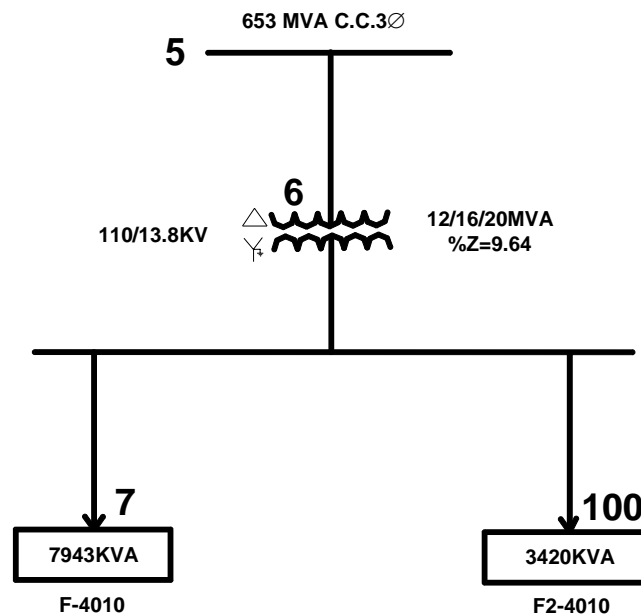 653 MVA C.C.3∅
5
6
110/13.8KV
12/16/20MVA
%Z=9.64
7
100
7943KVA
3420KVA
F-4010
F2-4010